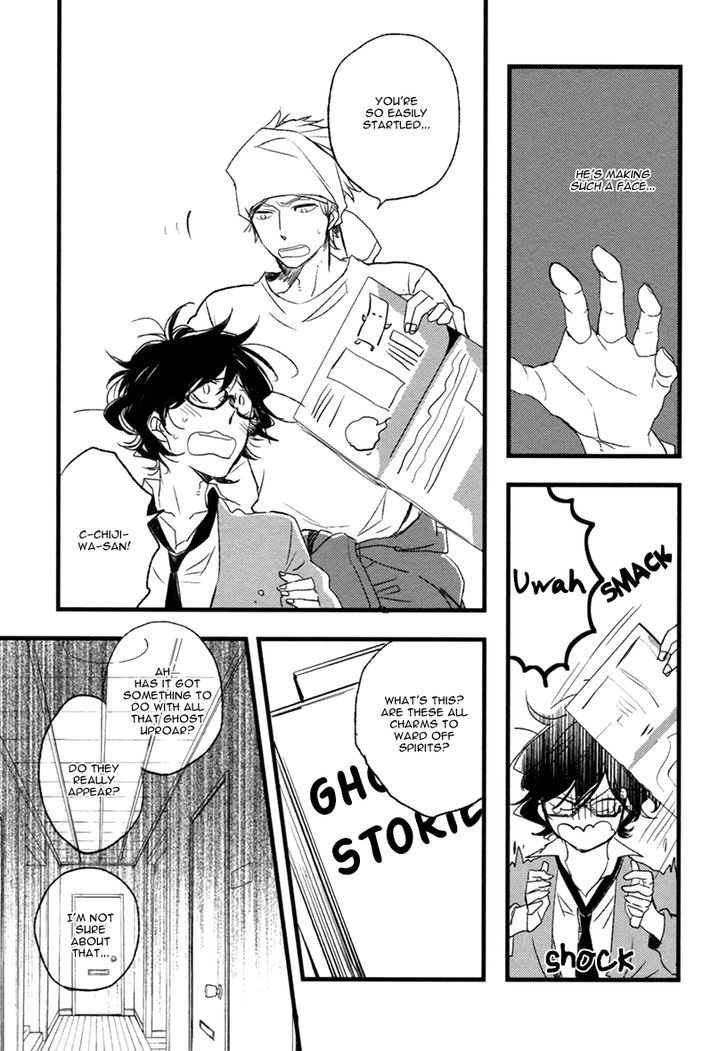 HE'S MAKING
SUCH A FACE...
Uwah
SMACK
shock
YOU'RE
SO EASILY
STARTLED...
C-CHIJI-
WA-SAN!
WHAT'S THIS?
ARE THESE ALL
CHARMS TO
WARD OFF
SPIRITS?
GHO
STORIE
AH—
HAS IT GOT
SOMETHING TO
DO WITH ALL
THAT GHOST
UPROAR?
DO THEY
REALLY
APPEAR?
I'M NOT
SURE
ABOUT
THAT...